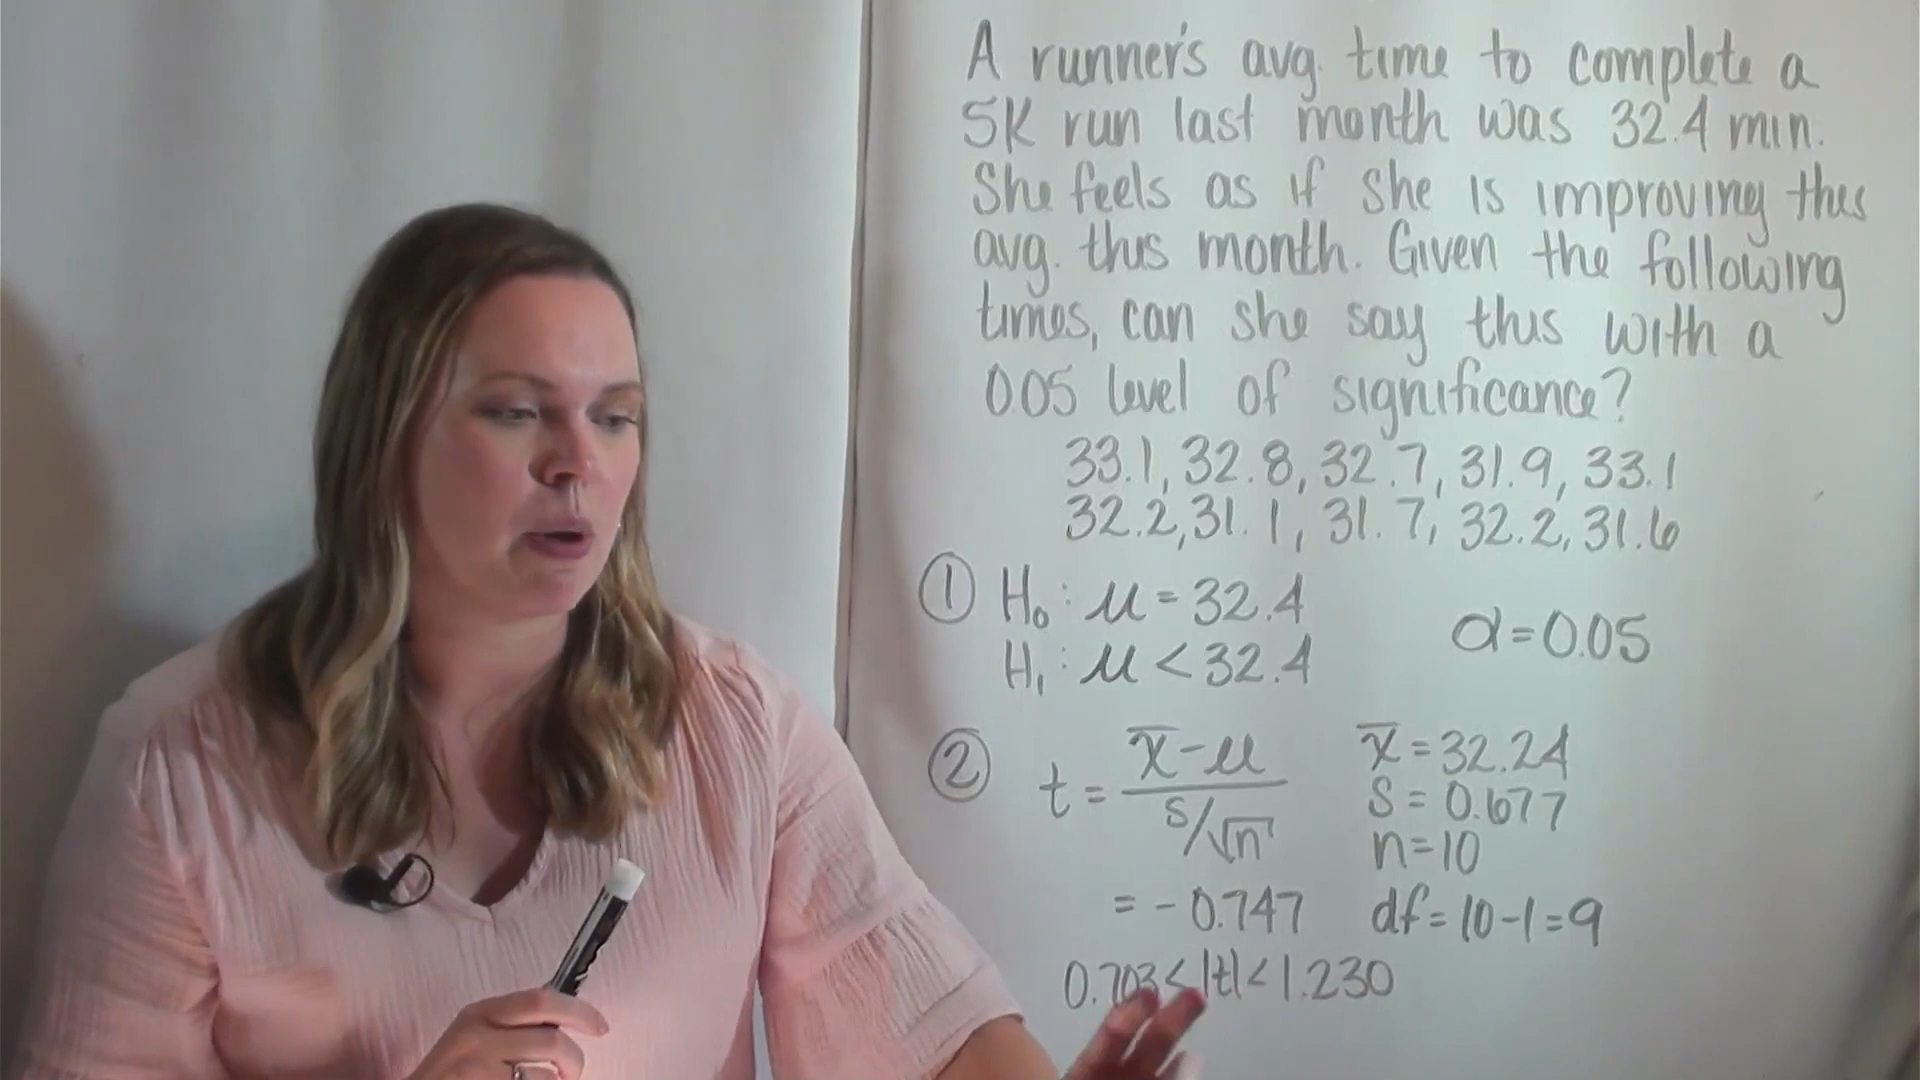 A runner's avg. time to complete a
5K run last month was 32.4 min.
She feels as if she is improving this
avg. this month. Given the following
times, can she say this with a
0.05 level of significance?
33.1, 32.8, 32.7, 31.9, 33.1
32.2, 31.1, 31.7, 32.2, 31.6
① H₀: μ = 32.4
α = 0.05
H₁: μ < 32.4
② t = x̄ - μ / s/√n
x̄ = 32.24
s = 0.677
n = 10
= -0.747
df = 10-1 = 9
0.703 < |t| < 1.230